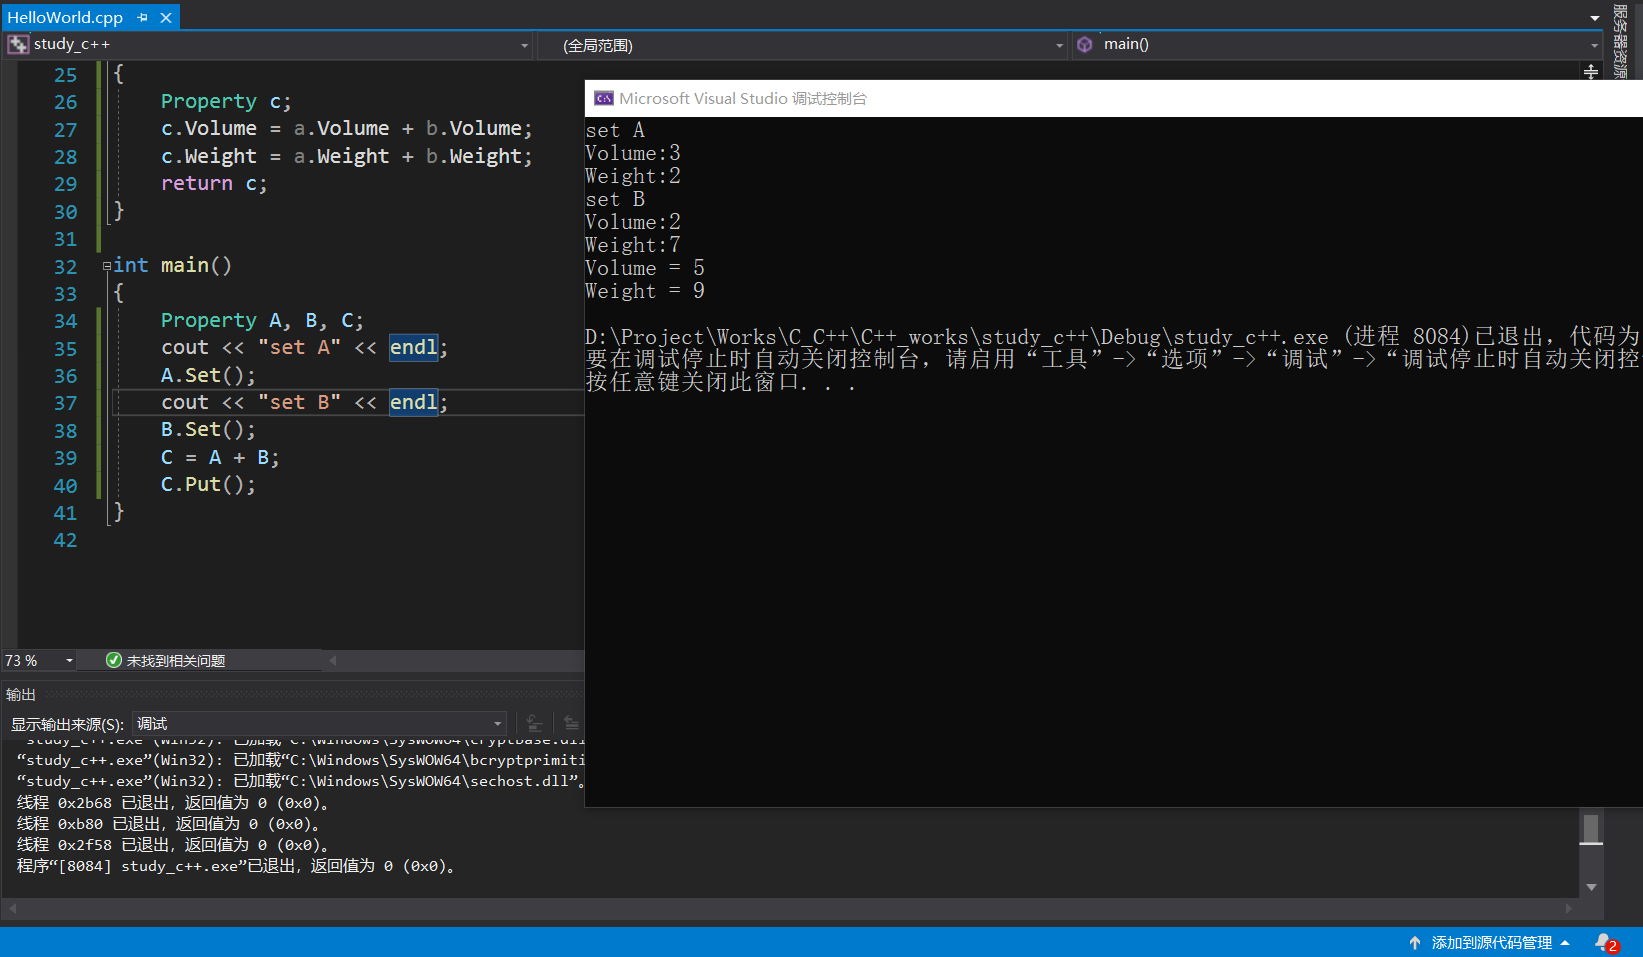 HelloWorld.cpp
服务器资源
study_c++
(全局范围)
main()
25 {
26 Property c;
27 c.Volume = a.Volume + b.Volume;
28 c.Weight = a.Weight + b.Weight;
29 return c;
30 }
31
32 int main()
33 {
34 Property A, B, C;
35 cout << "set A" << endl;
36 A.Set();
37 cout << "set B" << endl;
38 B.Set();
39 C = A + B;
40 C.Put();
41 }
42
C:\ Microsoft Visual Studio 调试控制台
set A
Volume:3
Weight:2
set B
Volume:2
Weight:7
Volume = 5
Weight = 9
D:\Project\Works\C_C++\C++_works\study_c++\Debug\study_c++.exe (进程 8084)已退出，代码为
要在调试停止时自动关闭控制台，请启用“工具”->“选项”->“调试”->“调试停止时自动关闭控
按任意键关闭此窗口. . .
73 %
未找到相关问题
输出
显示输出来源(S): 调试
“study_c++.exe”(Win32): 已加载“C:\Windows\SysWOW64\cryptbase.dll
“study_c++.exe”(Win32): 已加载“C:\Windows\SysWOW64\bcryptprimiti
“study_c++.exe”(Win32): 已加载“C:\Windows\SysWOW64\sechost.dll”。
线程 0x2b68 已退出，返回值为 0 (0x0)。
线程 0xb80 已退出，返回值为 0 (0x0)。
线程 0x2f58 已退出，返回值为 0 (0x0)。
程序“[8084] study_c++.exe”已退出，返回值为 0 (0x0)。
添加到源代码管理
2